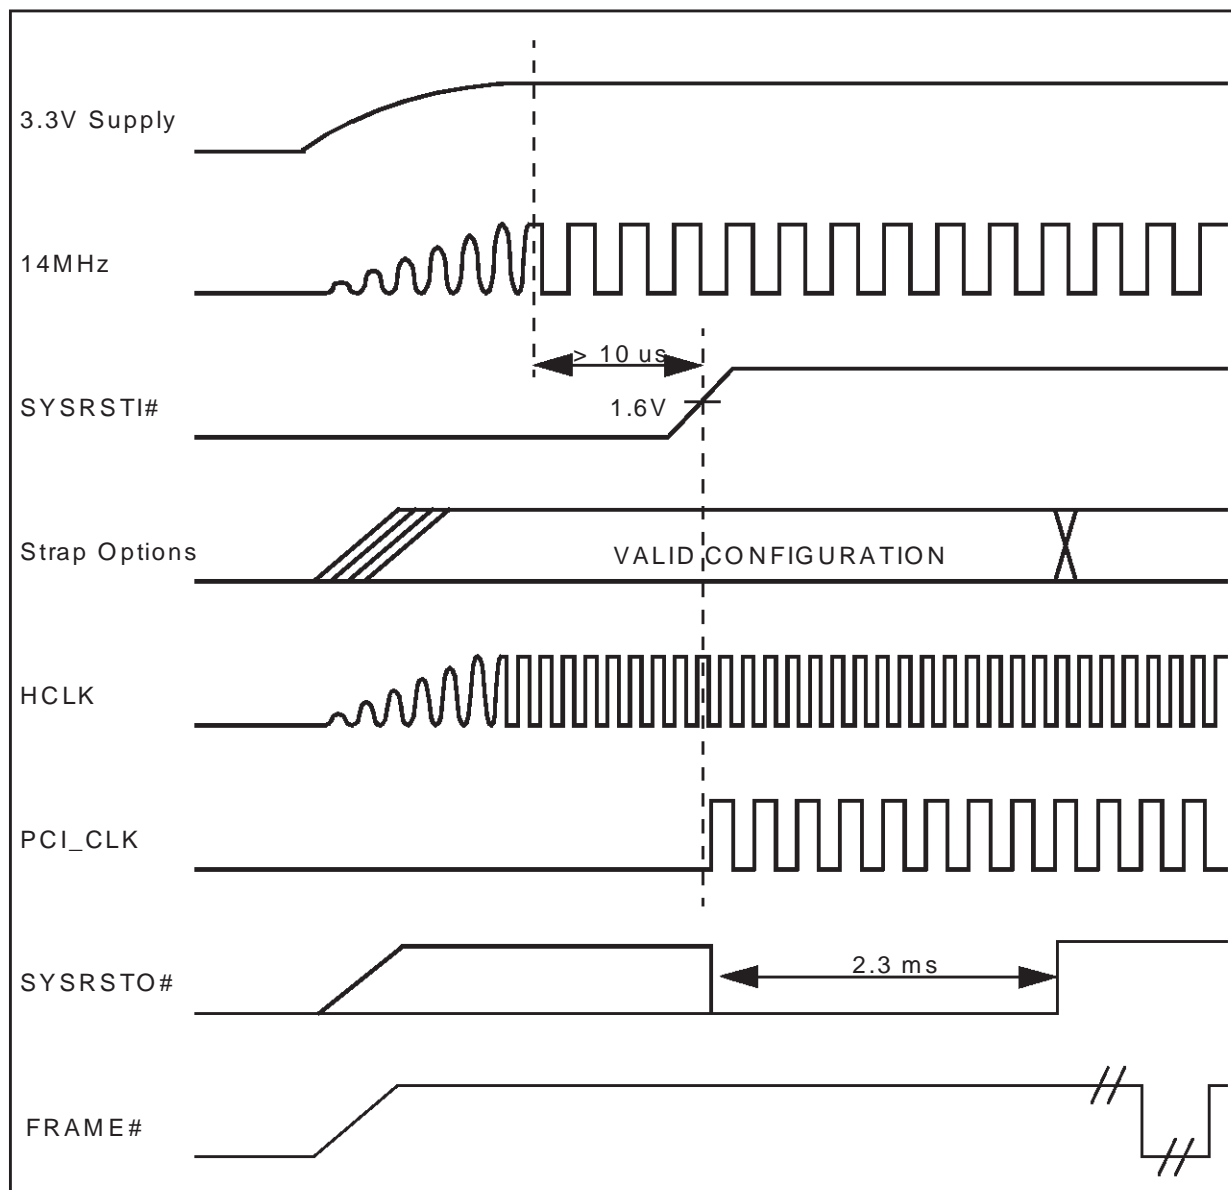 3.3V Supply
14MHz
> 10 us
SYSRSTI#
1.6V
Strap Options
VALID CONFIGURATION
HCLK
PCI_CLK
SYSRSTO#
2.3 ms
FRAME#